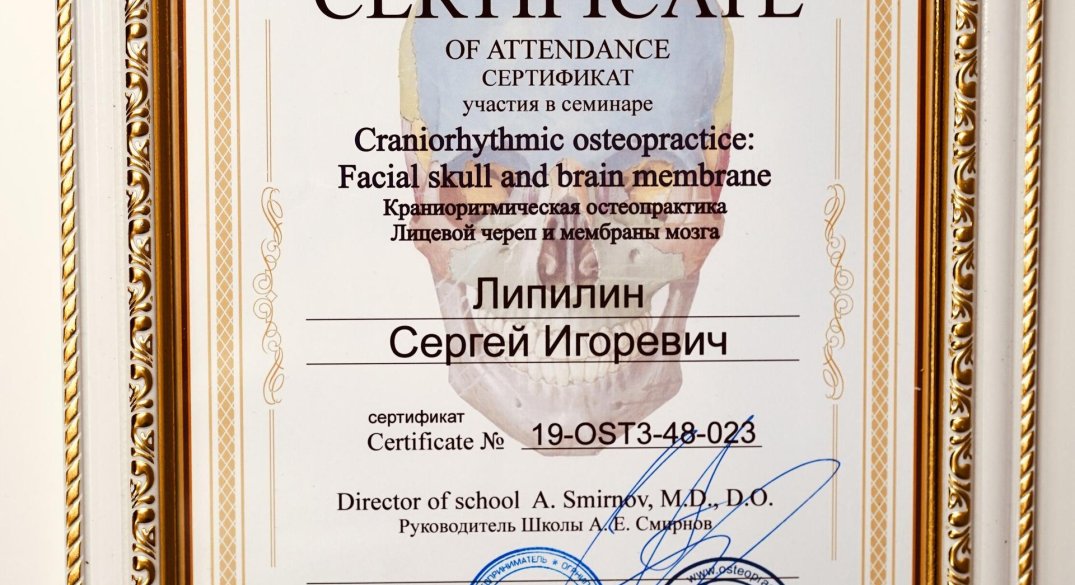 CERTIFICATE
OF ATTENDANCE
СЕРТИФИКАТ
участия в семинаре
Craniorhythmic osteopractice:
Facial skull and brain membrane
Краниоритмическая остеопрактика
Лицевой череп и мембраны мозга
Липилин
Сергей Игоревич
сертификат
Certificate № 19-OST3-48-023
Director of school A. Smirnov, M.D., D.O.
Руководитель Школы А. Е. Смирнов